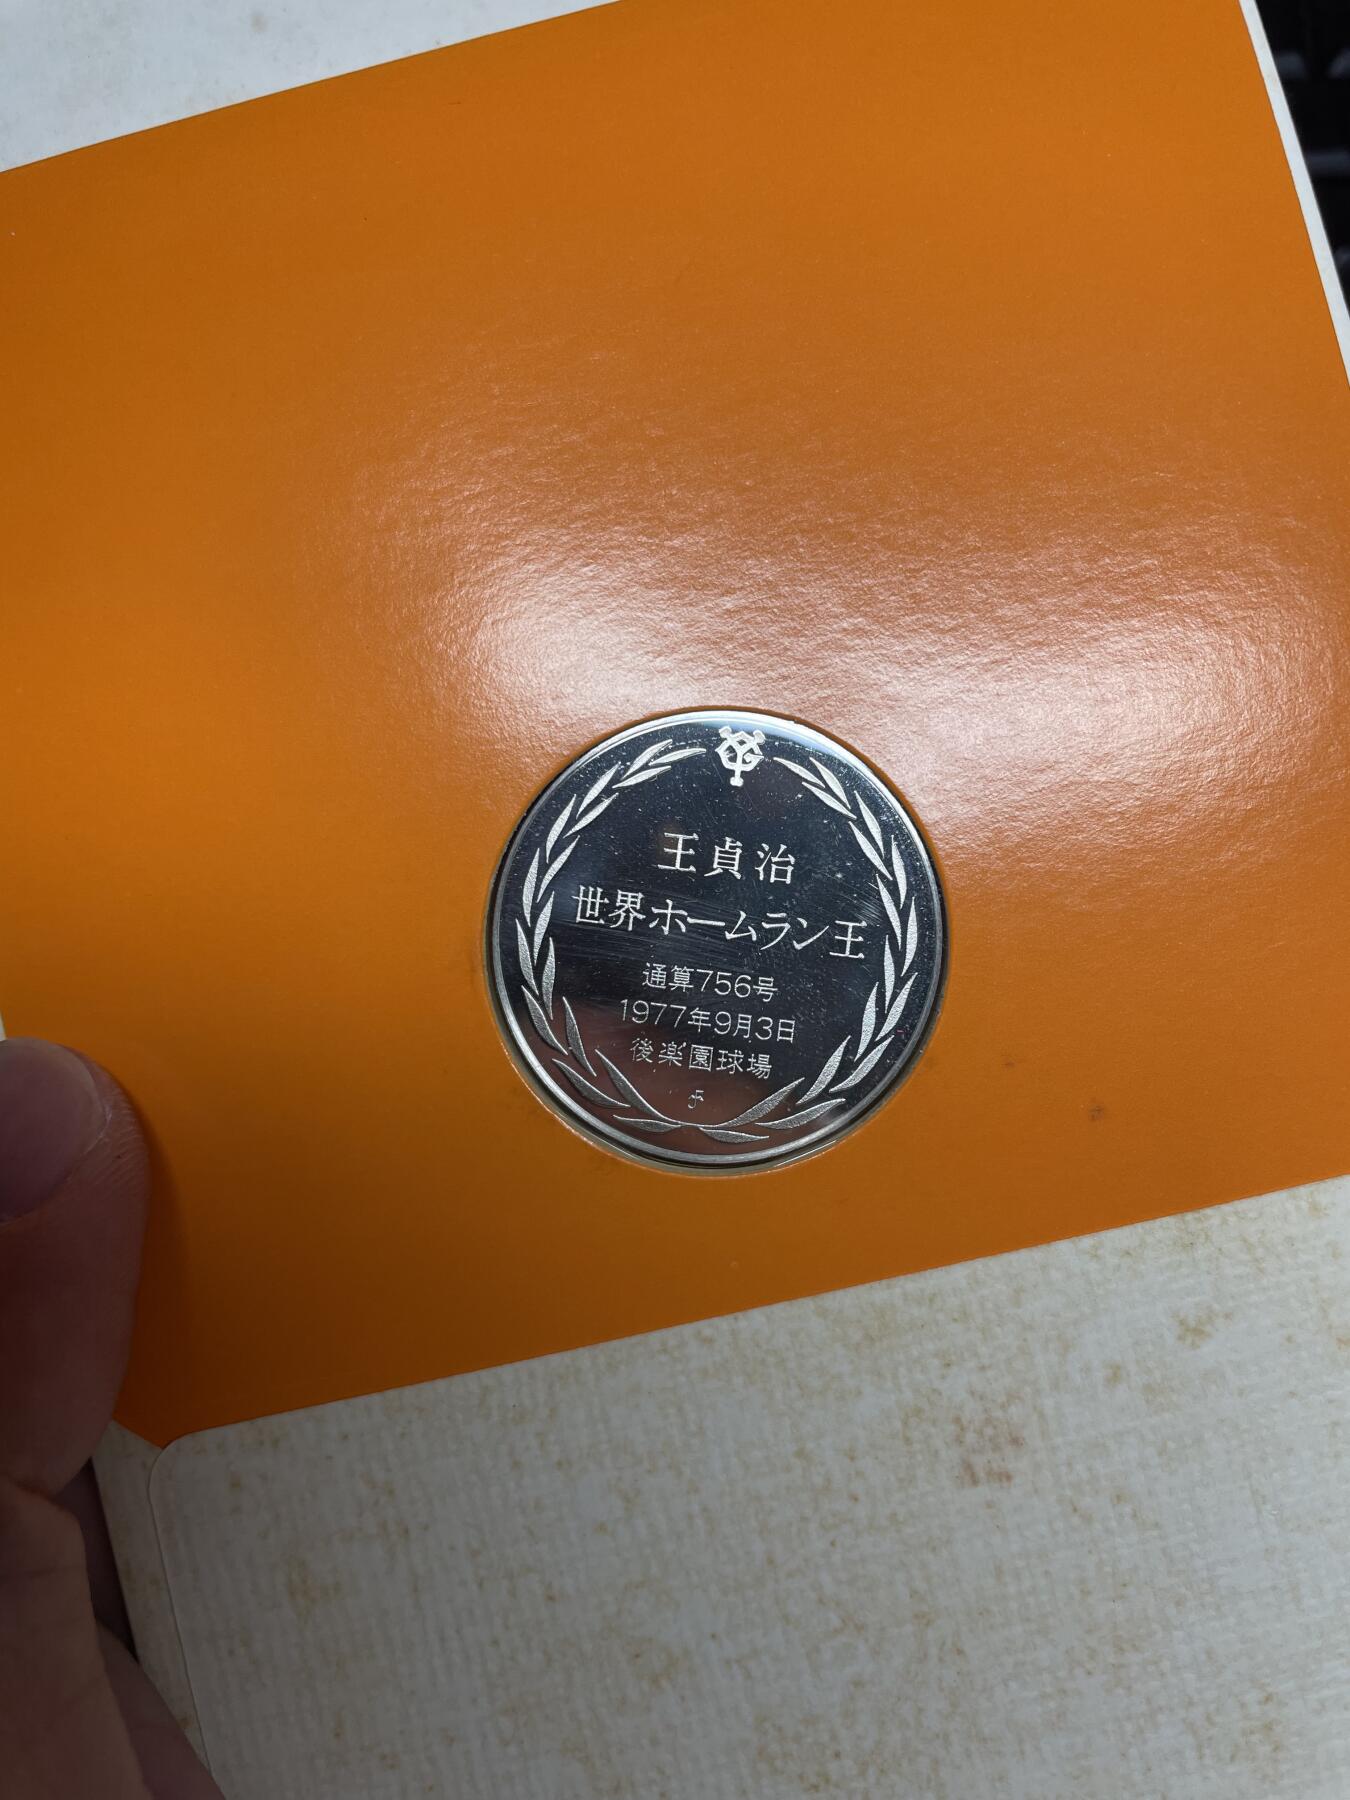 王貞治
世界ホームラン王
通算756号
1977年9月3日
後楽園球場